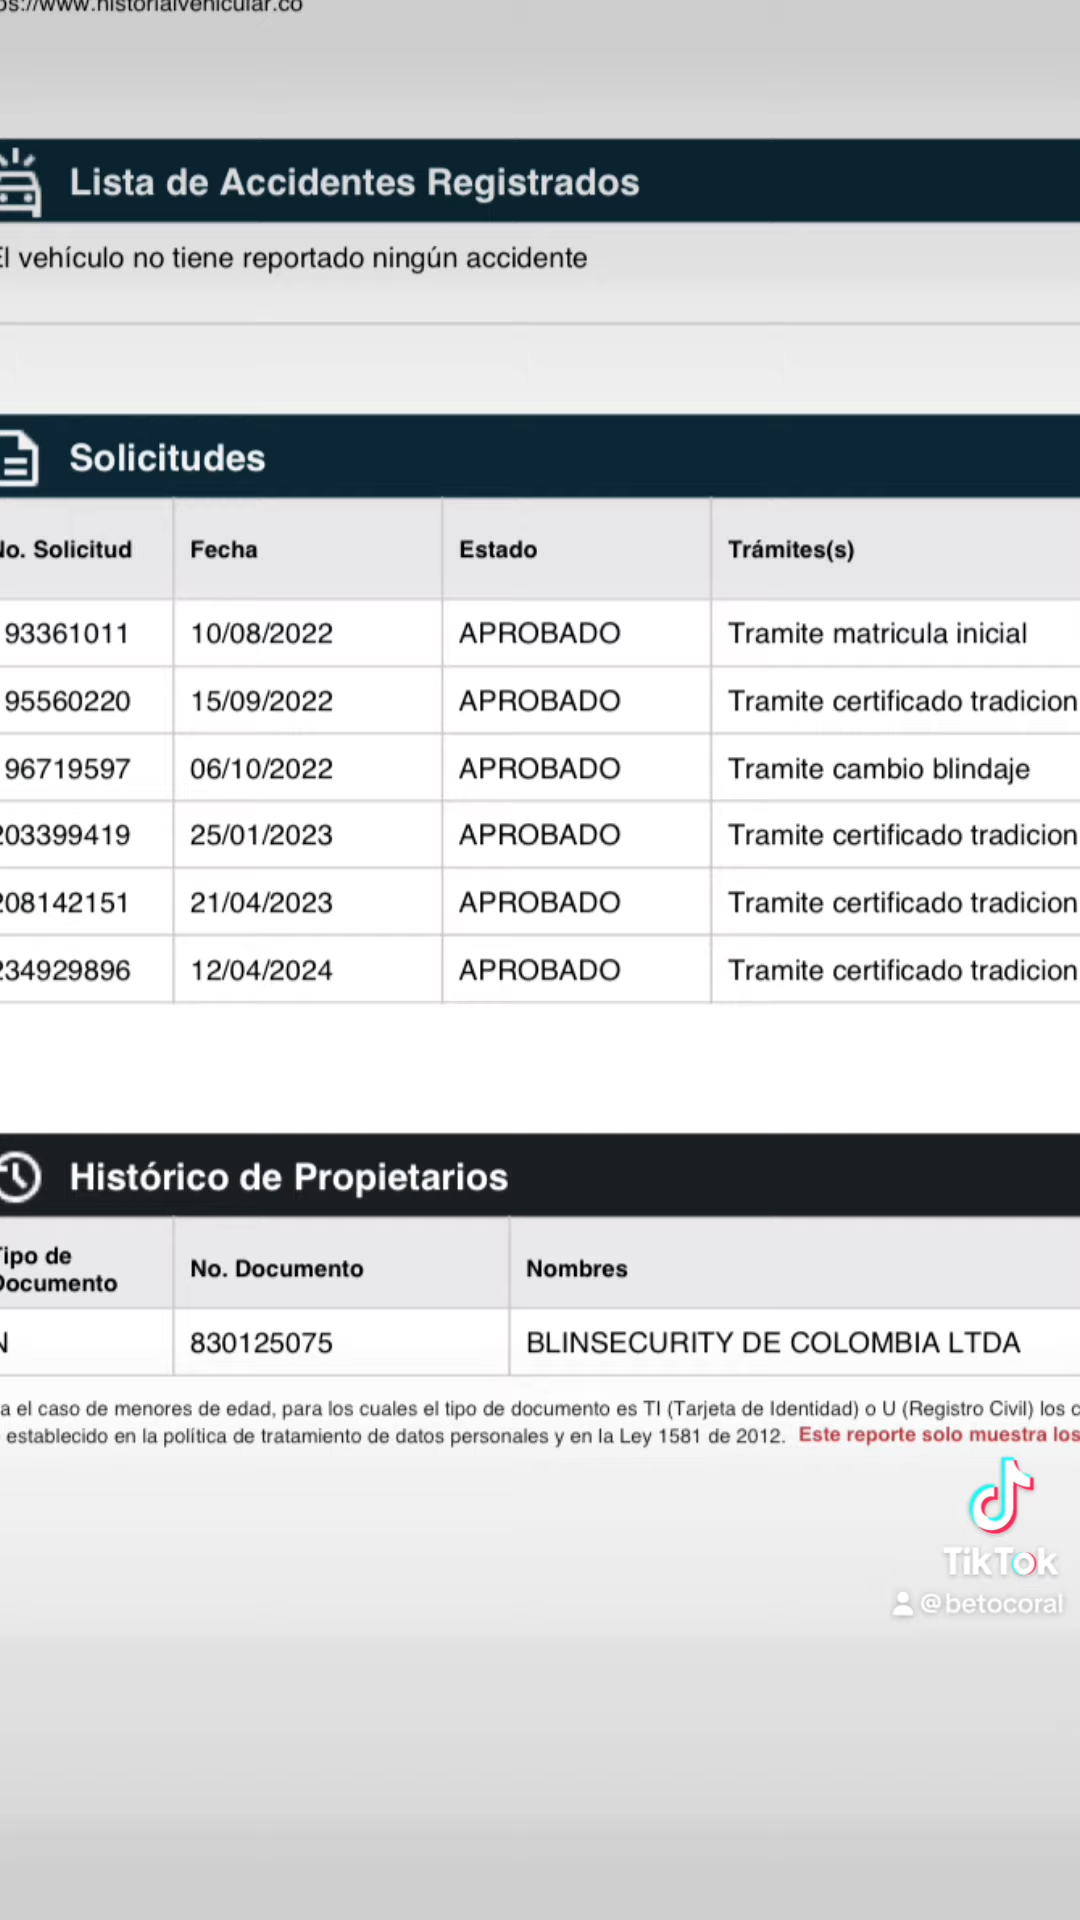 os://www.historialvehicular.co
Lista de Accidentes Registrados
El vehículo no tiene reportado ningún accidente
Solicitudes
No. Solicitud Fecha Estado Trámites(s)
93361011 10/08/2022 APROBADO Tramite matricula inicial
95560220 15/09/2022 APROBADO Tramite certificado tradicion
96719597 06/10/2022 APROBADO Tramite cambio blindaje
203399419 25/01/2023 APROBADO Tramite certificado tradicion
208142151 21/04/2023 APROBADO Tramite certificado tradicion
234929896 12/04/2024 APROBADO Tramite certificado tradicion
Histórico de Propietarios
Tipo de
Documento No. Documento Nombres
N 830125075 BLINSECURITY DE COLOMBIA LTDA
a el caso de menores de edad, para los cuales el tipo de documento es TI (Tarjeta de Identidad) o U (Registro Civil) los c
establecido en la política de tratamiento de datos personales y en la Ley 1581 de 2012. Este reporte solo muestra los
TikTok
@betocoral